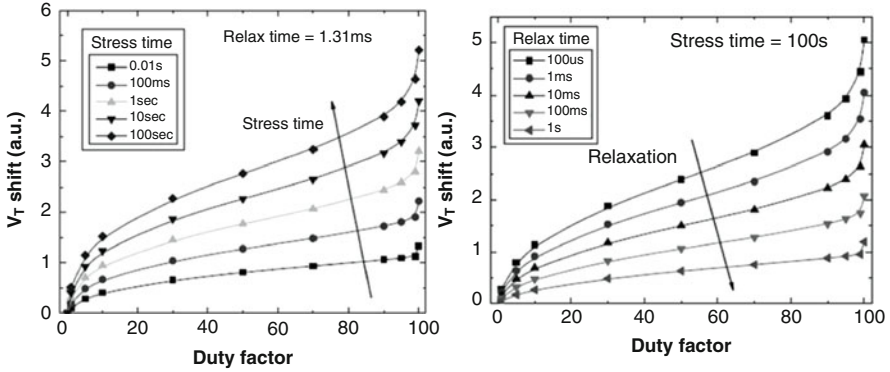 6
5
4
3
2
1
0
V_T shift (a.u.)
Stress time
0.01s
100ms
1sec
10sec
100sec
Relax time = 1.31ms
Stress time
0 20 40 60 80 100
Duty factor
5
4
3
2
1
0
V_T shift (a.u.)
Relax time
100us
1ms
10ms
100ms
1s
Stress time = 100s
Relaxation
0 20 40 60 80 100
Duty factor